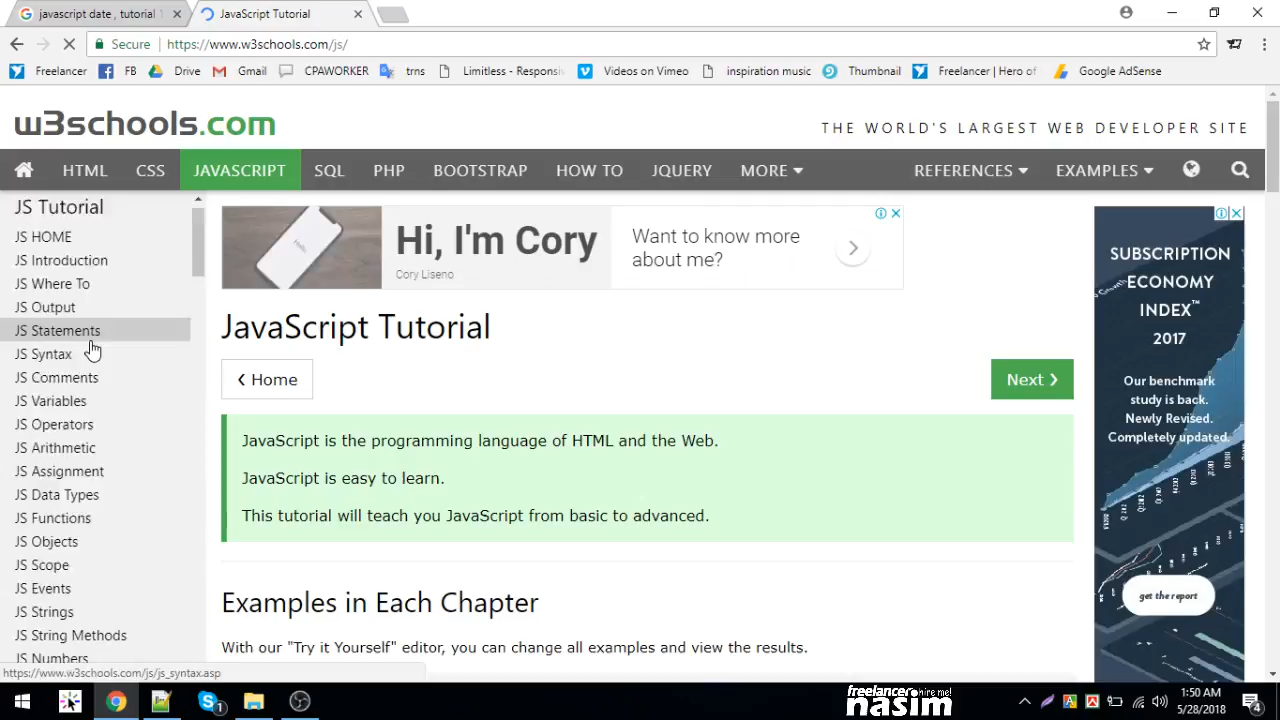 javascript date , tutorial
JavaScript Tutorial
Secure
https://www.w3schools.com/js/
Freelancer
FB
Drive
Gmail
CPAWORKER
trns
Limitless - Responsiv
Videos on Vimeo
inspiration music
Thumbnail
Freelancer | Hero of
Google AdSense
w3schools.com
THE WORLD'S LARGEST WEB DEVELOPER SITE
HTML
CSS
JAVASCRIPT
SQL
PHP
BOOTSTRAP
HOW TO
JQUERY
MORE
REFERENCES
EXAMPLES
JS Tutorial
JS HOME
JS Introduction
JS Where To
JS Output
JS Statements
JS Syntax
JS Comments
JS Variables
JS Operators
JS Arithmetic
JS Assignment
JS Data Types
JS Functions
JS Objects
JS Scope
JS Events
JS Strings
JS String Methods
JS Numbers
https://www.w3schools.com/js/js_syntax.asp
Hi, I'm Cory
Cory Liseno
Want to know more
about me?
JavaScript Tutorial
❮ Home
Next ❯
JavaScript is the programming language of HTML and the Web.
JavaScript is easy to learn.
This tutorial will teach you JavaScript from basic to advanced.
Examples in Each Chapter
With our "Try it Yourself" editor, you can change all examples and view the results.
SUBSCRIPTION
ECONOMY
INDEX™
2017
Our benchmark
study is back.
Newly Revised.
Completely updated.
get the report
freelancer hire me!
nasim
1:50 AM
5/28/2018
1
4